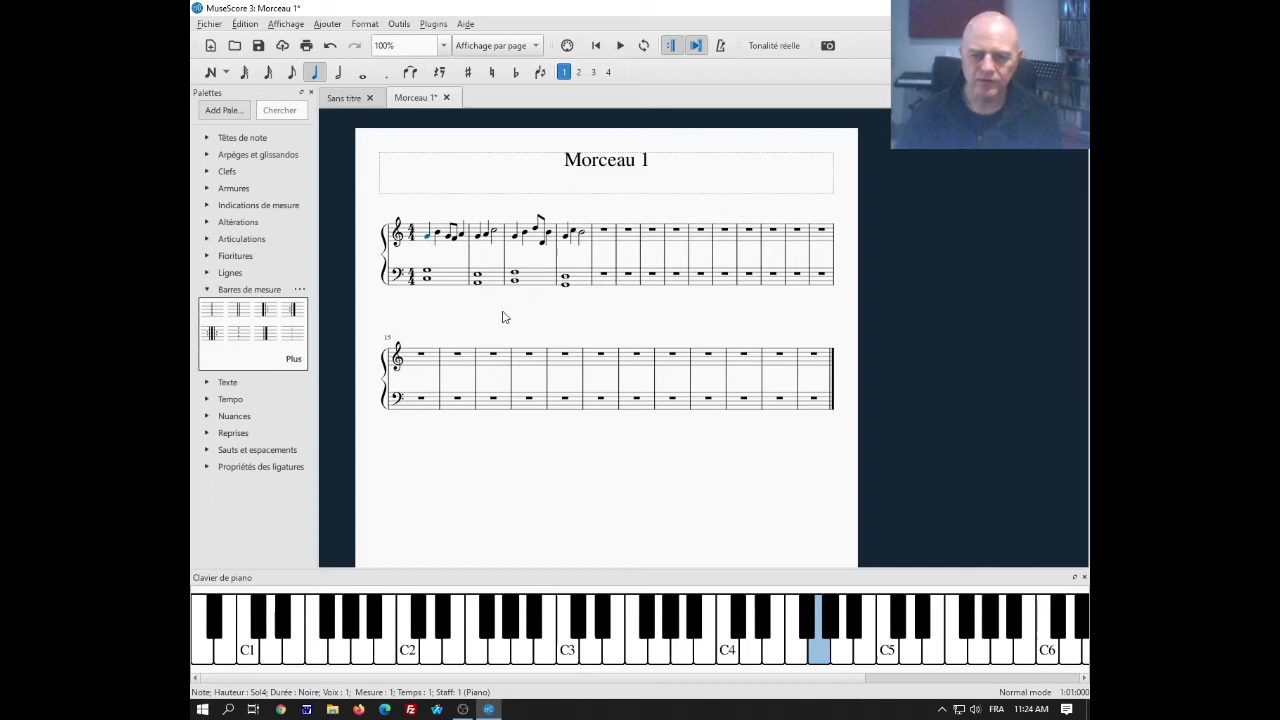 MuseScore 3: Morceau 1*
Fichier Édition Affichage Ajouter Format Outils Plugins Aide
100% Affichage par page Tonalité réelle
1 2 3 4
Palettes
Sans titre Morceau 1*
Add Pale... Chercher
Têtes de note
Arpèges et glissandos
Clefs
Armures
Indications de mesure
Altérations
Articulations
Fioritures
Lignes
Barres de mesure ...
Plus
Texte
Tempo
Nuances
Reprises
Sauts et espacements
Propriétés des ligatures
Morceau 1
15
Clavier de piano
C1 C2 C3 C4 C5 C6
Note; Hauteur : Sol4; Durée : Noire; Voix : 1; Mesure : 1; Temps : 1; Staff: 1 (Piano)
Normal mode 1:01:000
FRA 11:24 AM